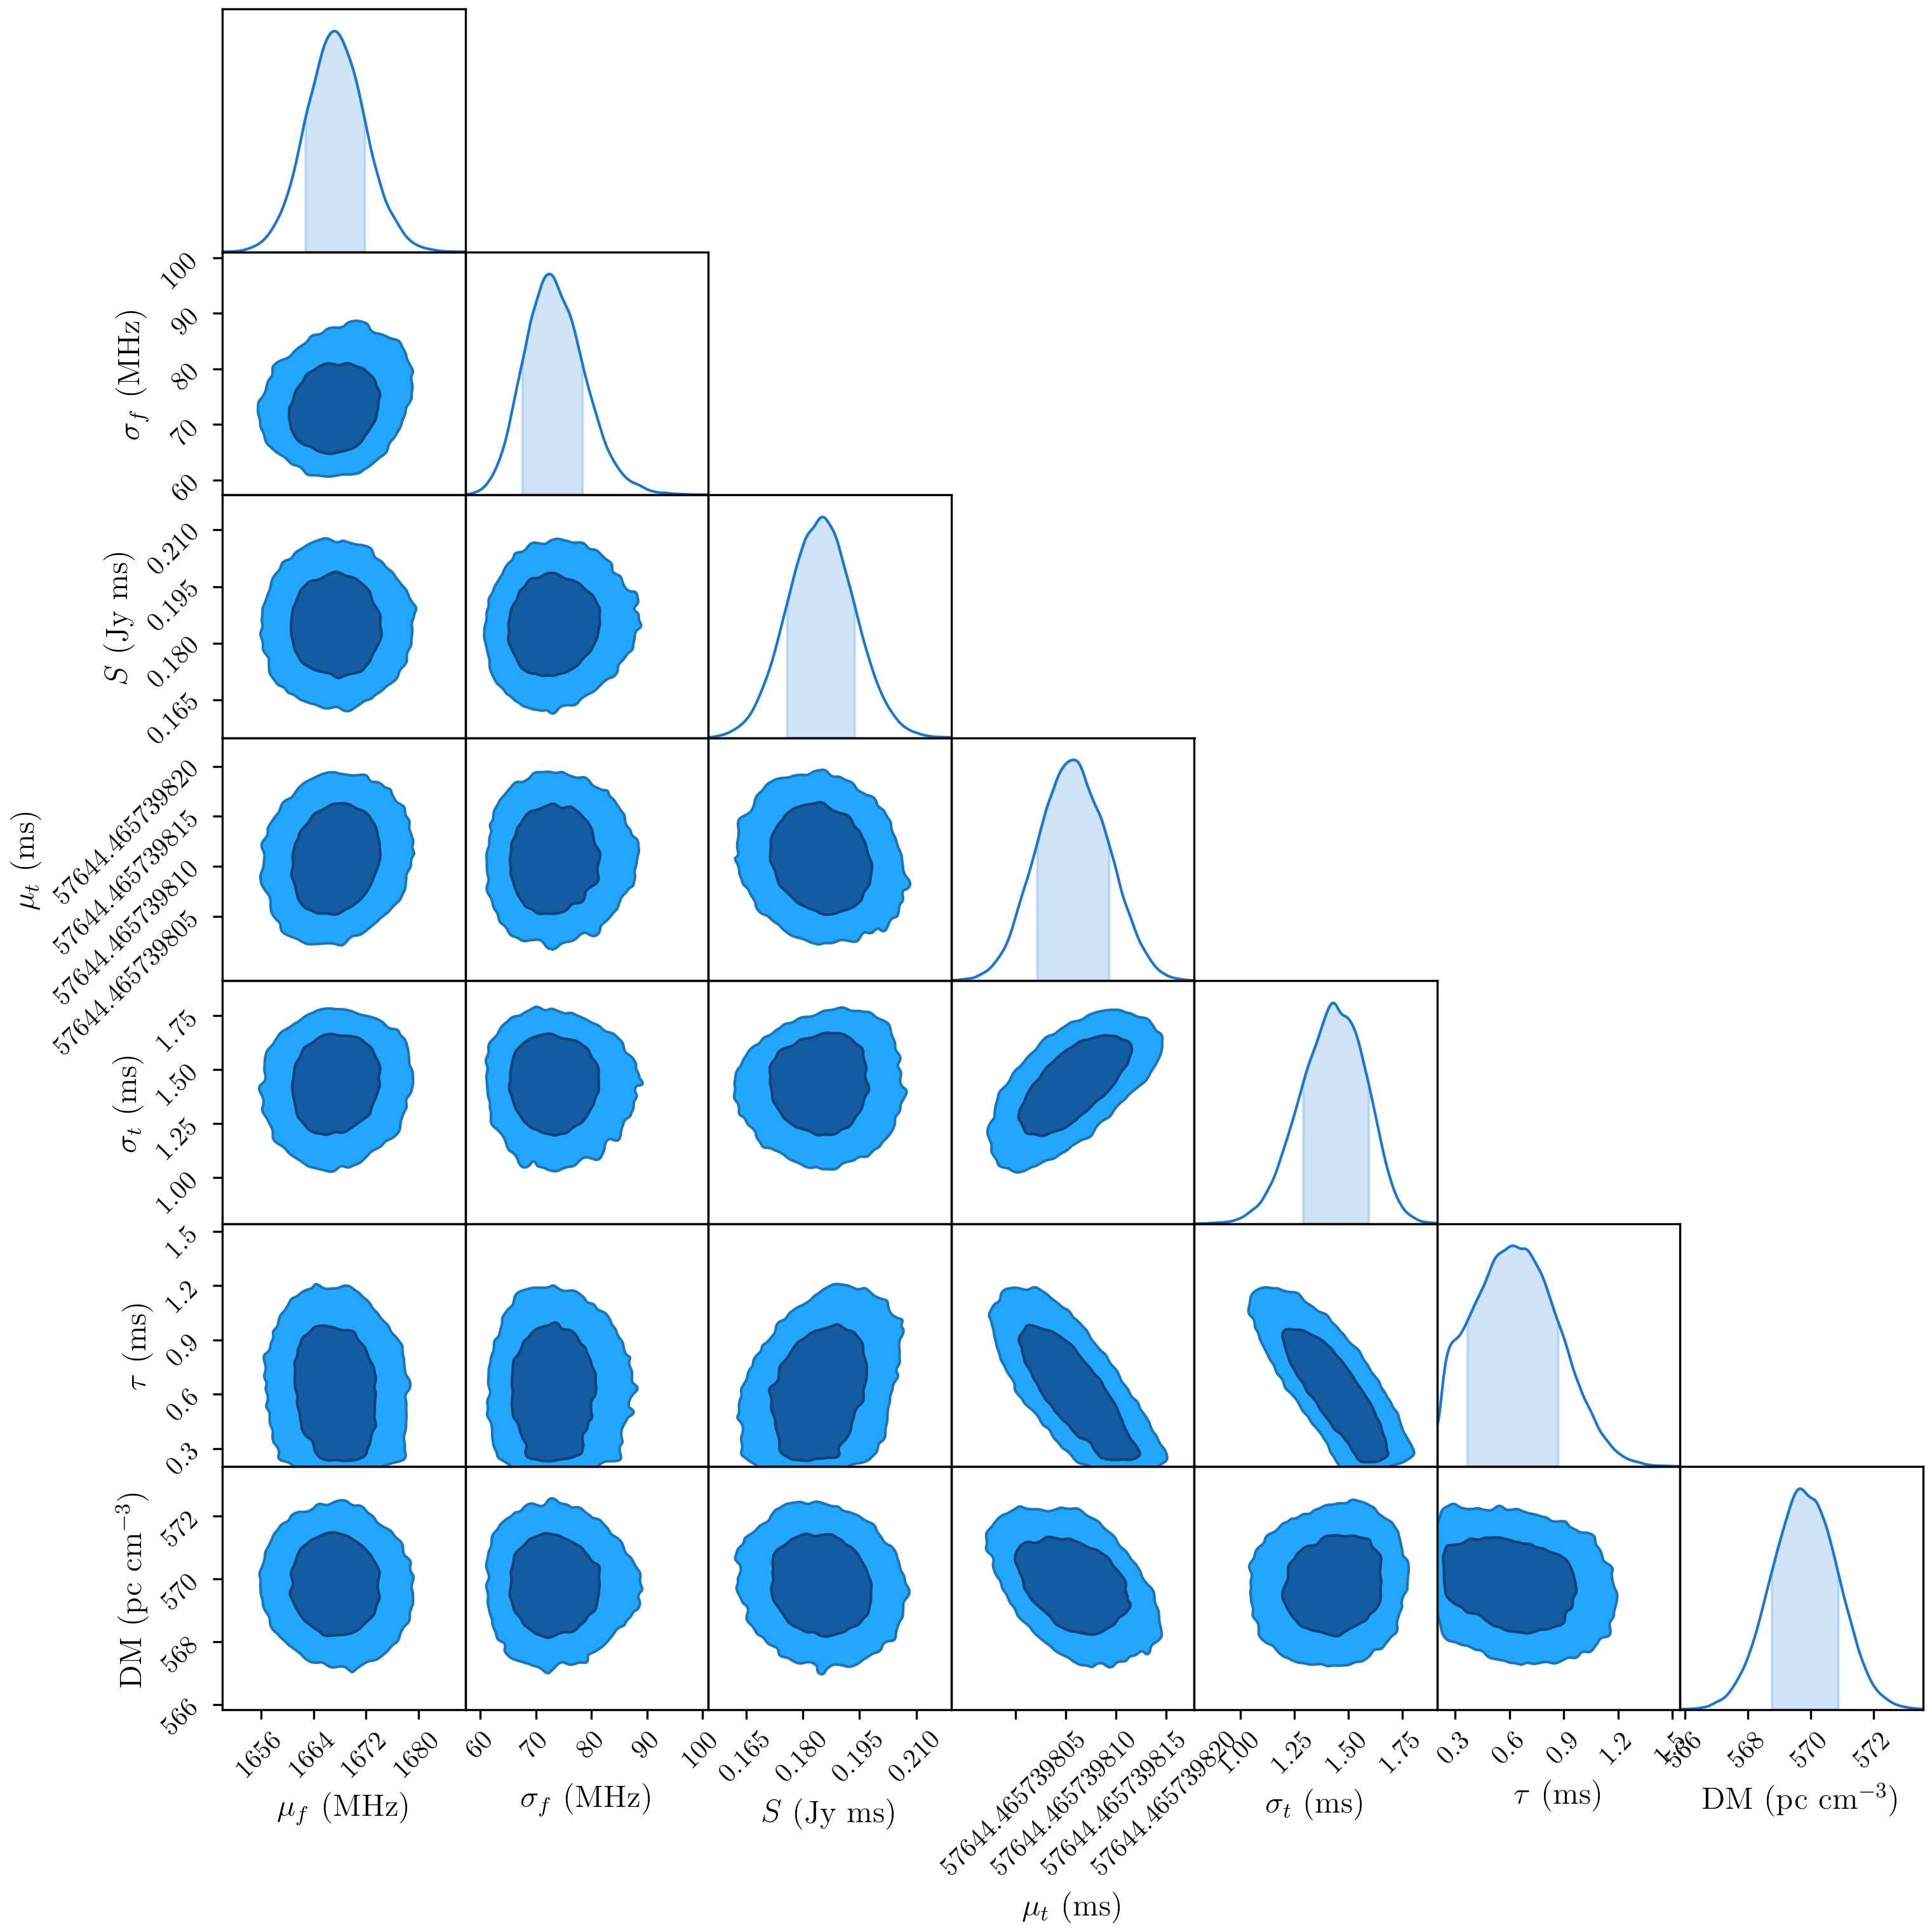 100
90
80
70
60
σ_f (MHz)
0.210
0.195
0.180
0.165
S (Jy ms)
57644.465739820
57644.465739815
57644.465739810
57644.465739805
μ_t (ms)
1.75
1.50
1.25
1.00
σ_t (ms)
1.5
1.2
0.9
0.6
0.3
τ (ms)
572
570
568
566
DM (pc cm⁻³)
1656 1664 1672 1680
μ_f (MHz)
60 70 80 90 100
σ_f (MHz)
0.165 0.180 0.195 0.210
S (Jy ms)
57644.465739805 57644.465739810 57644.465739815 57644.465739820
μ_t (ms)
1.00 1.25 1.50 1.75
σ_t (ms)
0.3 0.6 0.9 1.2 1.5
τ (ms)
566 568 570 572
DM (pc cm⁻³)